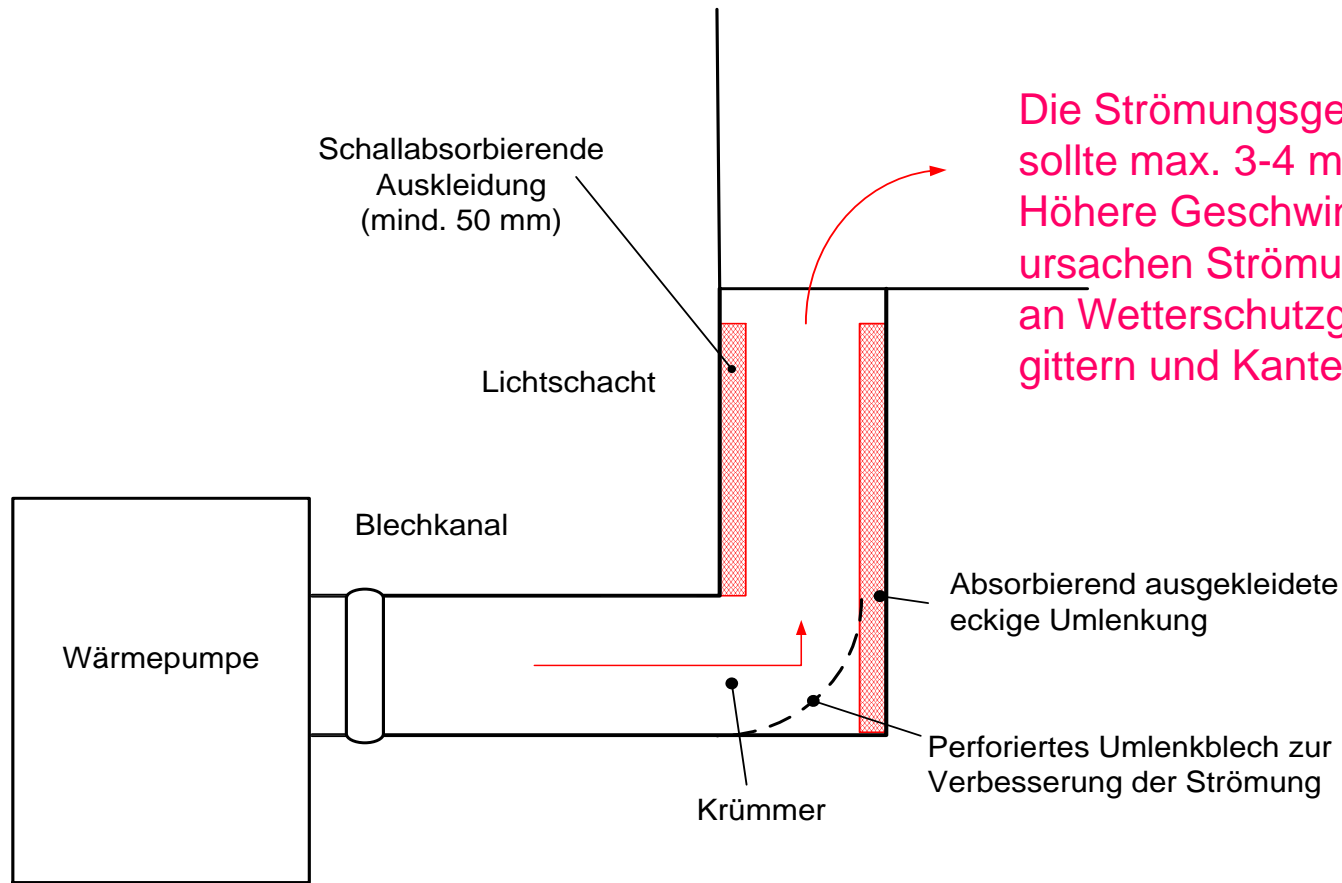 Schallabsorbierende
Auskleidung
(mind. 50 mm)
Die Strömungsge
sollte max. 3-4 m
Höhere Geschwin
ursachen Strömu
an Wetterschutzg
gittern und Kante
Lichtschacht
Blechkanal
Wärmepumpe
Absorbierend ausgekleidete
eckige Umlenkung
Perforiertes Umlenkblech zur
Verbesserung der Strömung
Krümmer